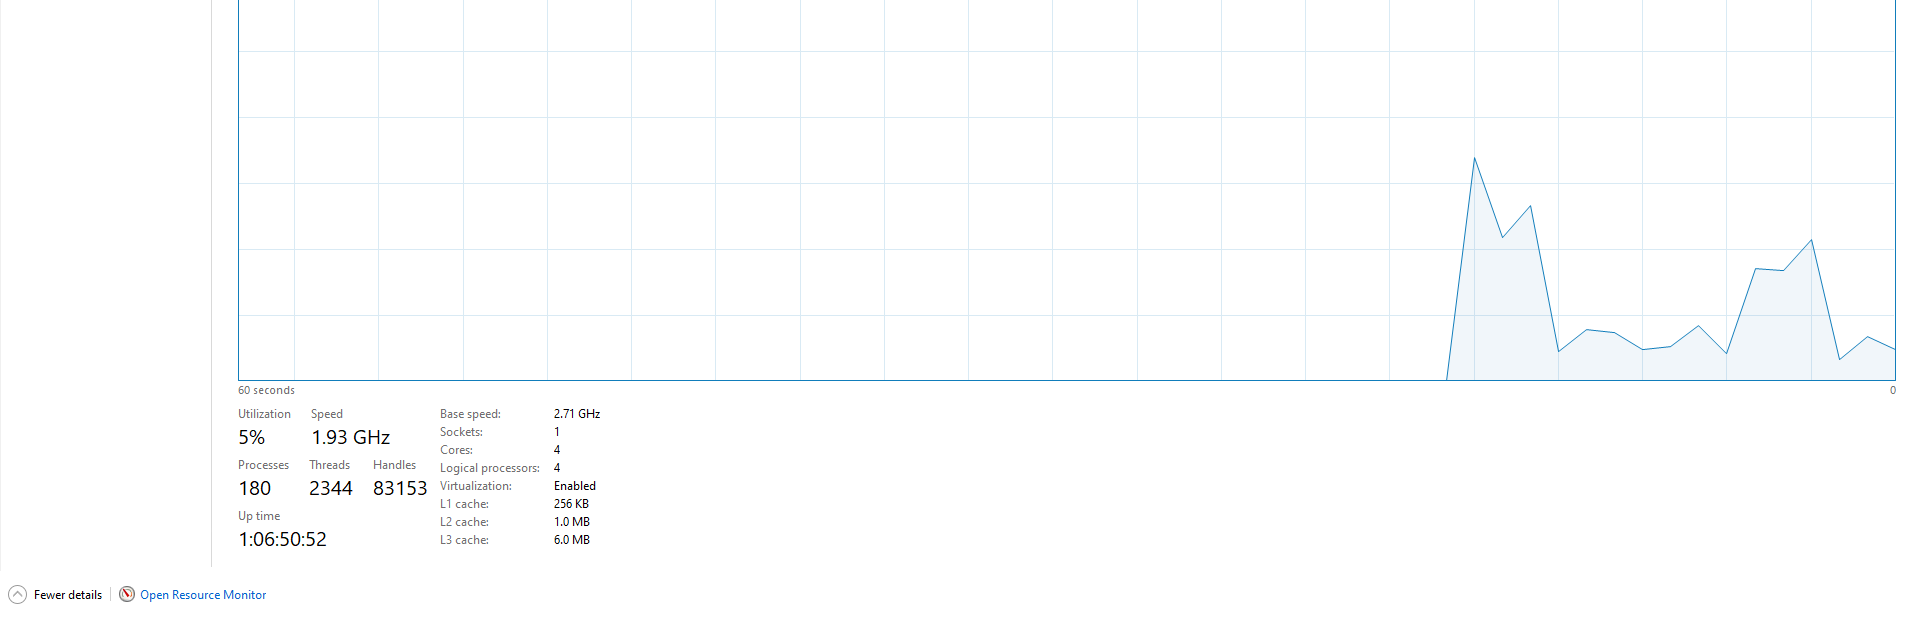 60 seconds 0
Utilization Speed
5% 1.93 GHz
Processes Threads Handles
180 2344 83153
Up time
1:06:50:52
Base speed: 2.71 GHz
Sockets: 1
Cores: 4
Logical processors: 4
Virtualization: Enabled
L1 cache: 256 KB
L2 cache: 1.0 MB
L3 cache: 6.0 MB
Fewer details Open Resource Monitor